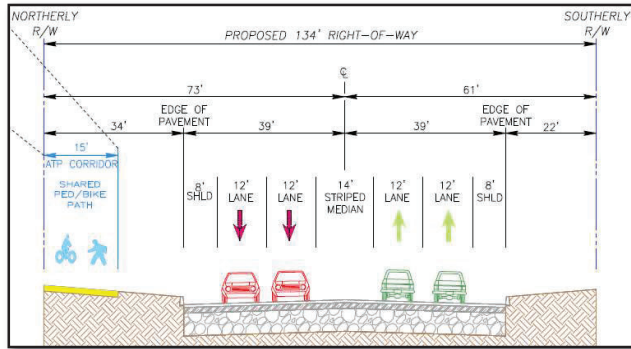 NORTHERLY
R/W
SOUTHERLY
R/W
PROPOSED 134' RIGHT-OF-WAY
℄
73'
61'
EDGE OF
PAVEMENT
EDGE OF
PAVEMENT
34'
39'
39'
22'
15'
ATP CORRIDOR
SHARED
PED/BIKE
PATH
8'
SHLD
12'
LANE
12'
LANE
14'
STRIPED
MEDIAN
12'
LANE
12'
LANE
8'
SHLD